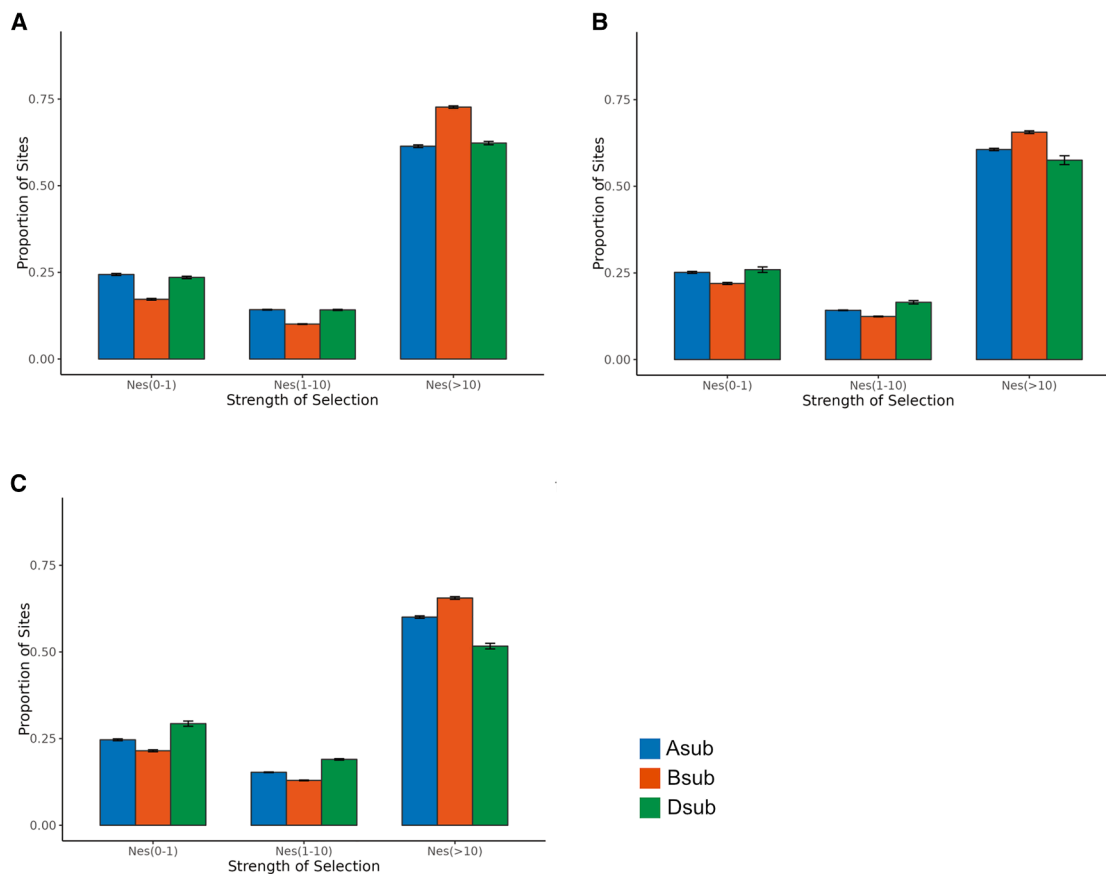 A
Proportion of Sites
0.75
0.50
0.25
0.00
Nes(0-1) Nes(1-10) Nes(>10)
Strength of Selection
B
Proportion of Sites
0.75
0.50
0.25
0.00
Nes(0-1) Nes(1-10) Nes(>10)
Strength of Selection
C
Proportion of Sites
0.75
0.50
0.25
0.00
Nes(0-1) Nes(1-10) Nes(>10)
Strength of Selection
Asub
Bsub
Dsub